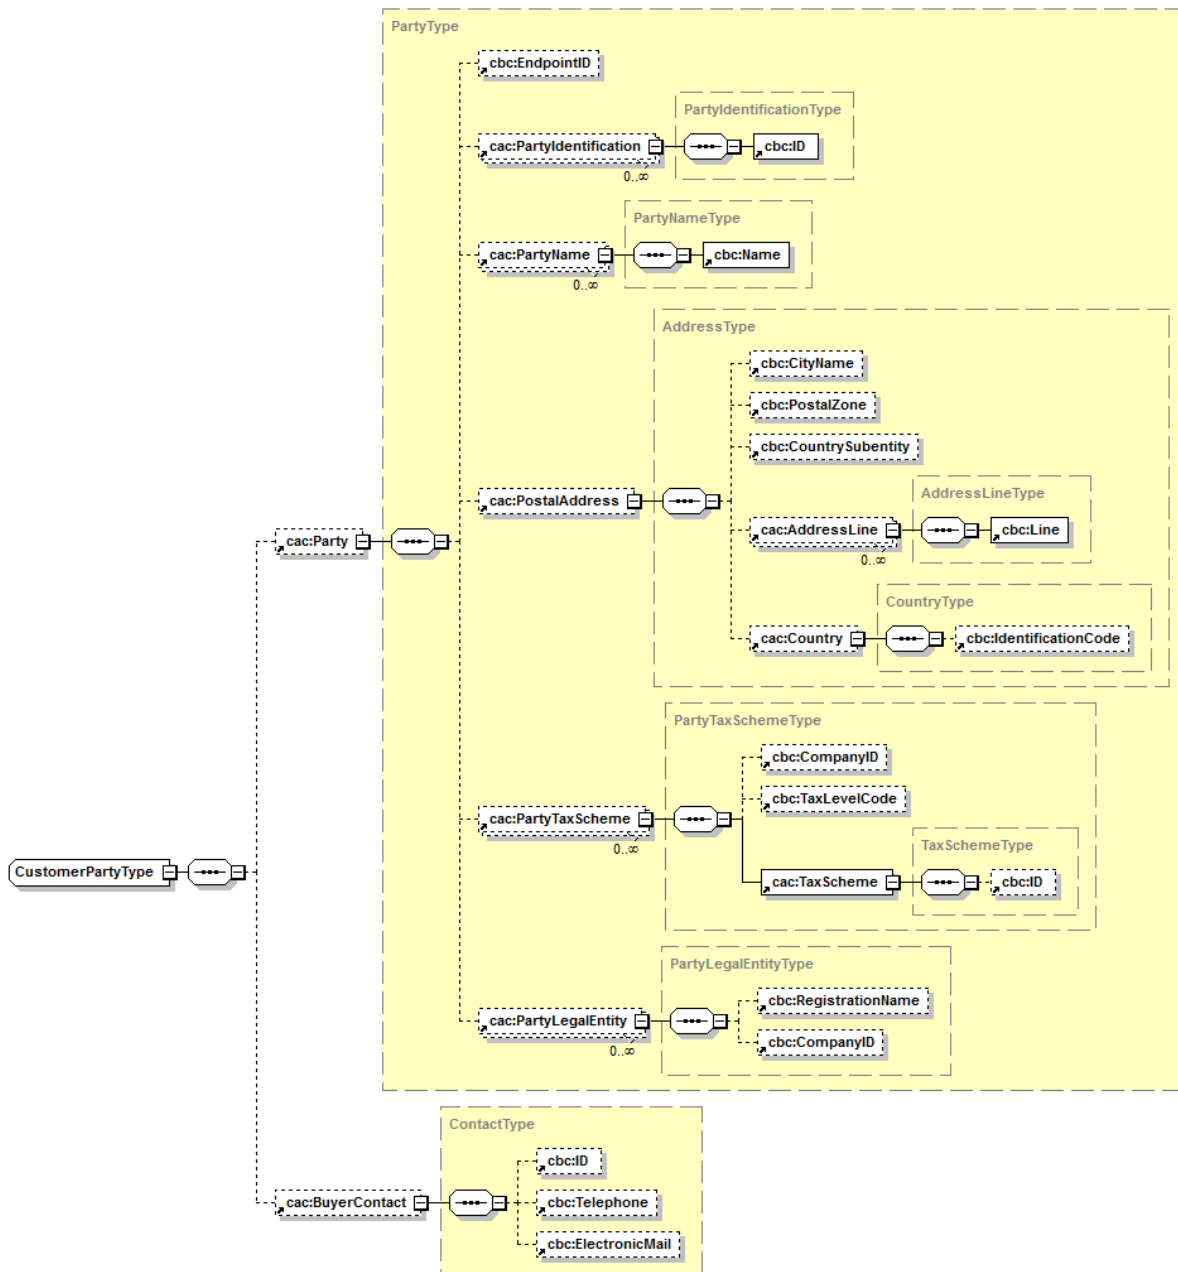 PartyType
cbc:EndpointID
PartyIdentificationType
cac:PartyIdentification
cbc:ID
0..∞
PartyNameType
cac:PartyName
cbc:Name
0..∞
AddressType
cbc:CityName
cbc:PostalZone
cbc:CountrySubentity
cac:PostalAddress
AddressLineType
cac:AddressLine
cbc:Line
0..∞
cac:Party
CountryType
cac:Country
cbc:IdentificationCode
PartyTaxSchemeType
cbc:CompanyID
cbc:TaxLevelCode
cac:PartyTaxScheme
0..∞
TaxSchemeType
cac:TaxScheme
cbc:ID
CustomerPartyType
PartyLegalEntityType
cbc:RegistrationName
cac:PartyLegalEntity
cbc:CompanyID
0..∞
ContactType
cbc:ID
cac:BuyerContact
cbc:Telephone
cbc:ElectronicMail